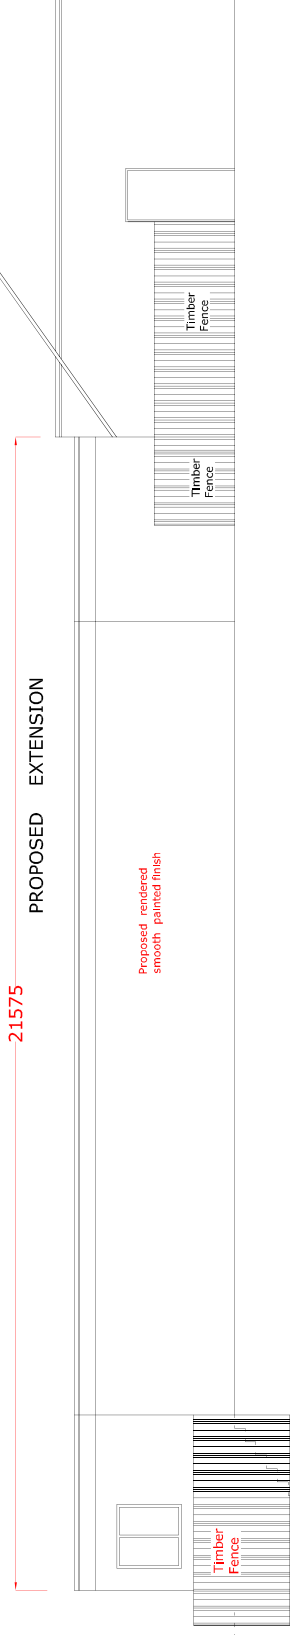 Timber
Fence
Timber
Fence
PROPOSED EXTENSION
Proposed rendered
smooth painted finish
21575
Timber
Fence